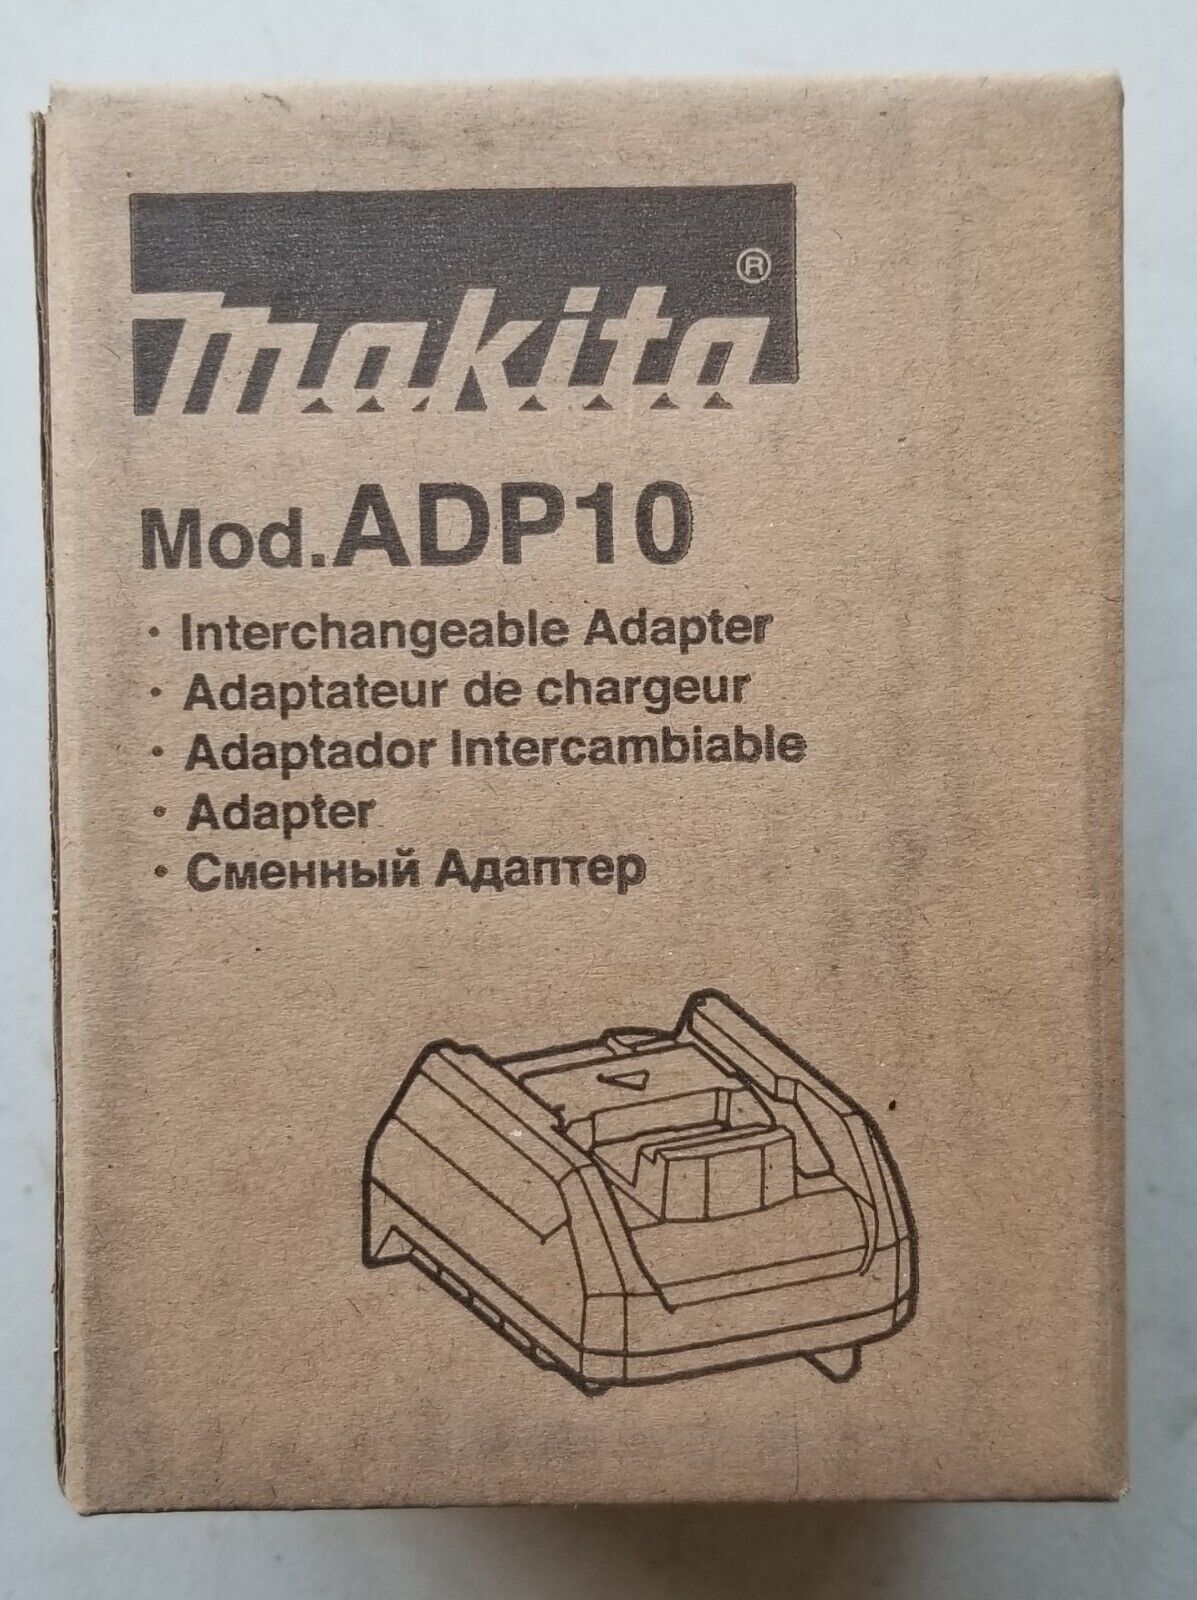 makita ®
Mod.ADP10
• Interchangeable Adapter
• Adaptateur de chargeur
• Adaptador Intercambiable
• Adapter
• Сменный Адаптер